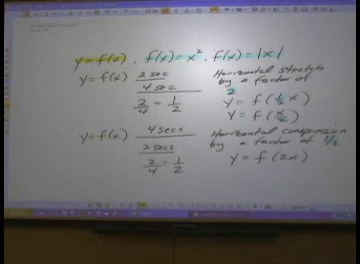 y = f(x) , f(x) = x² , f(x) = |x|
y = f(x) 2 sec Horizontal stretch
4 sec by a factor of
2/4 = 1/2 2
y = f(1/2 x)
y = f(x/2)
y = f(x) 4 secs Horizontal compression
2 secs by a factor of 1/2
2/4 = 1/2 y = f(2x)